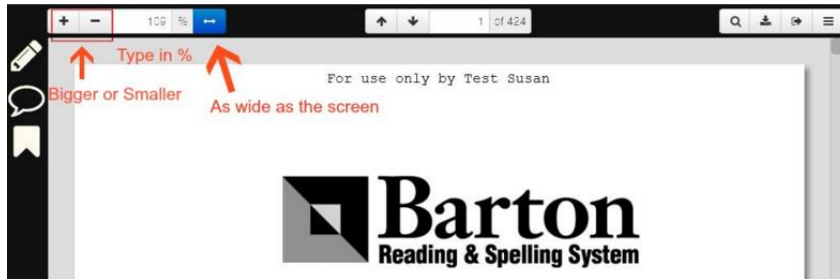 + − 109 % ↔ 1 of 424
Type in %
For use only by Test Susan
Bigger or Smaller
As wide as the screen
Barton
Reading & Spelling System